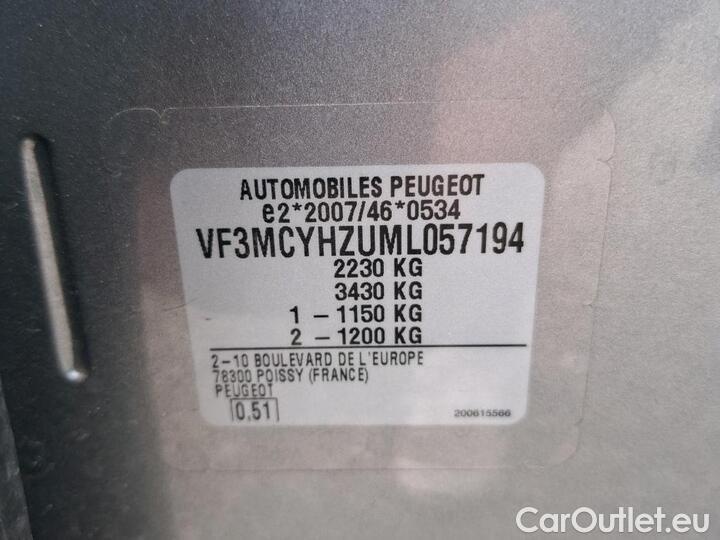 AUTOMOBILES PEUGEOT
e2*2007/46*0534
VF3MCYHZUML057194
2230 KG
3430 KG
1 - 1150 KG
2 - 1200 KG
2-10 BOULEVARD DE L'EUROPE
78300 POISSY (FRANCE)
PEUGEOT
0,51
200615566
CarOutlet.eu